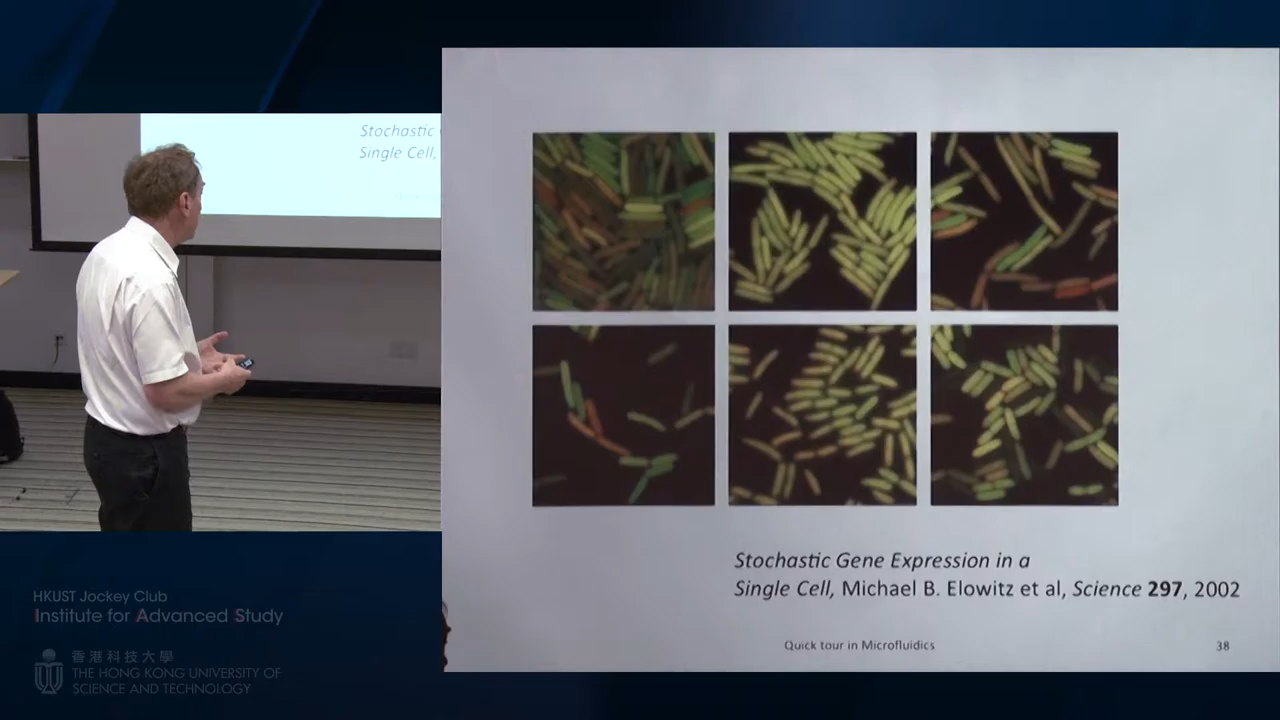 Stochastic
Single Cell,
Stochastic Gene Expression in a
Single Cell, Michael B. Elowitz et al, Science 297, 2002
Quick tour in Microfluidics
38
HKUST Jockey Club
Institute for Advanced Study
香港科技大學
THE HONG KONG UNIVERSITY OF
SCIENCE AND TECHNOLOGY